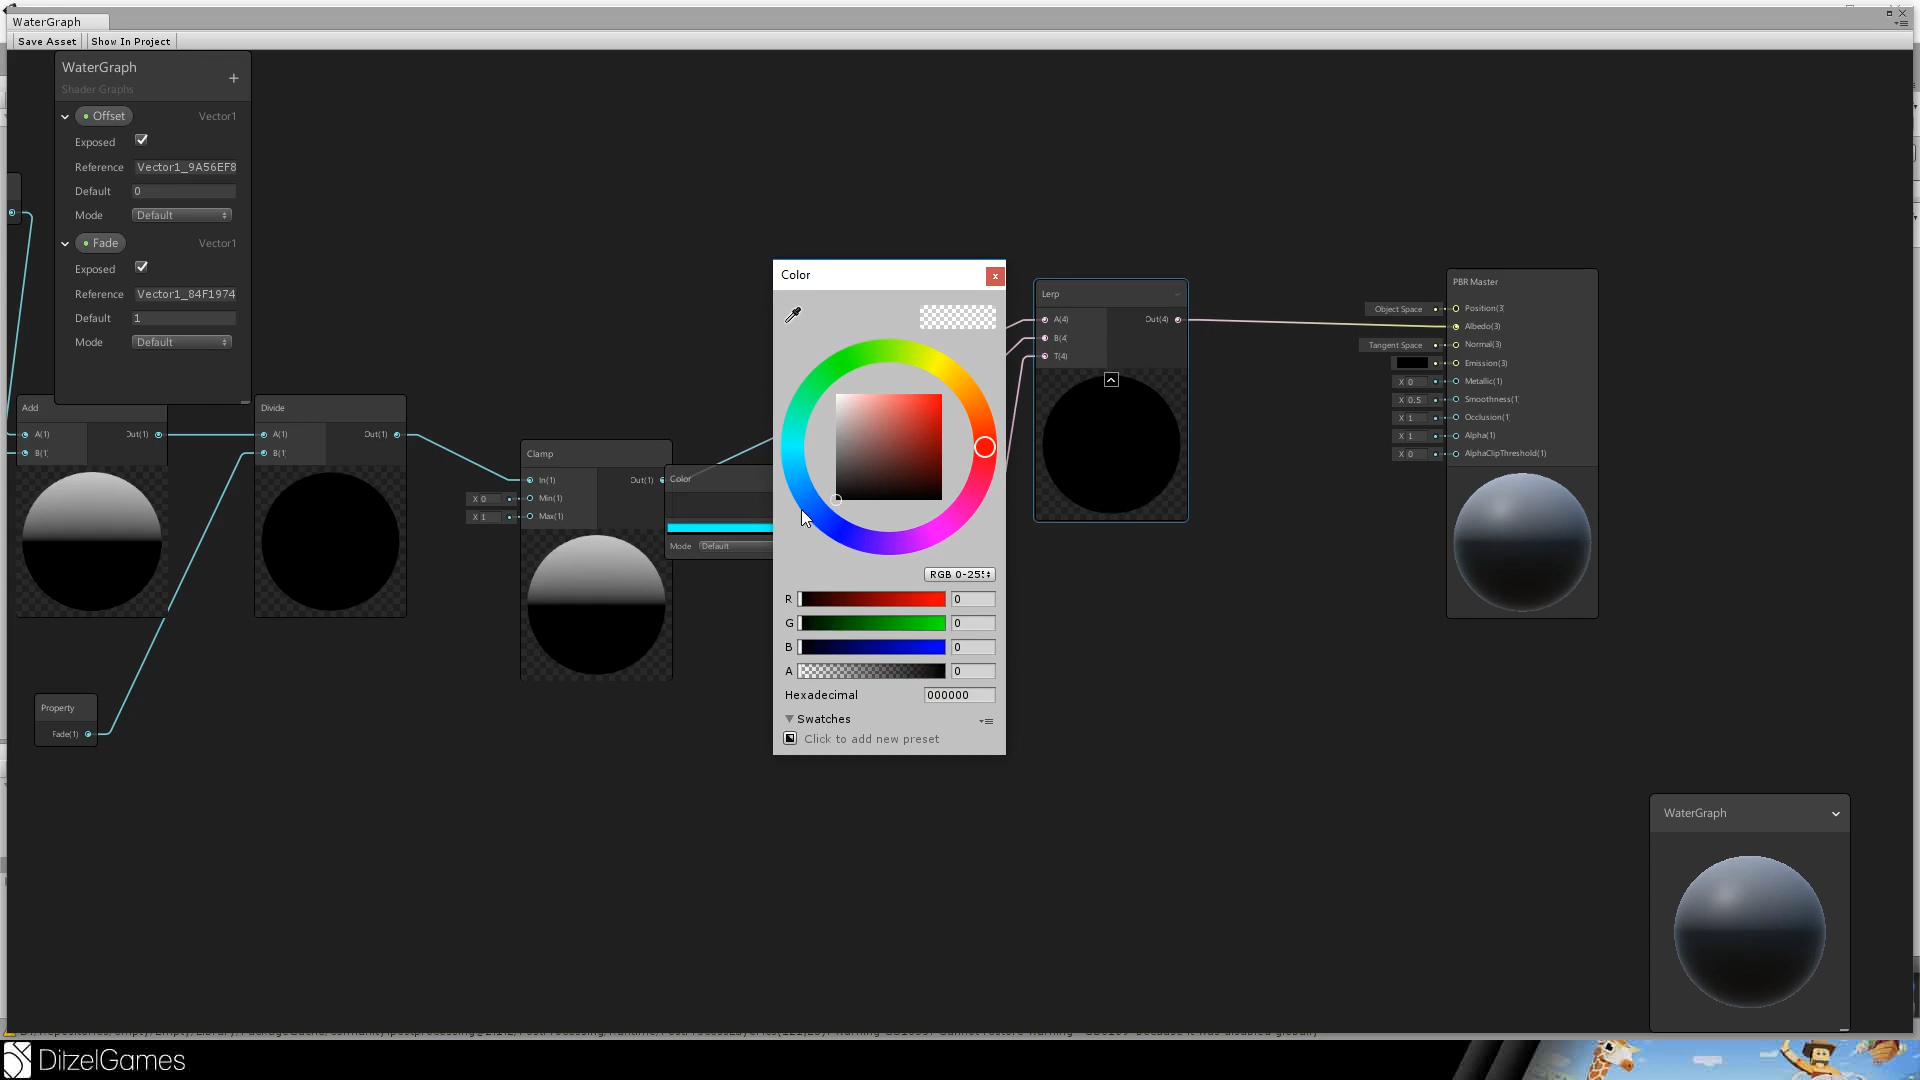 WaterGraph
Save Asset
Show In Project
WaterGraph
Shader Graphs
Offset Vector1
Exposed
Reference Vector1_9A56EF8
Default 0
Mode Default
Fade Vector1
Exposed
Reference Vector1_84F1974
Default 1
Mode Default
Add
A(1) Out(1)
B(1)
Divide
A(1) Out(1)
B(1)
Property
Fade(1)
Clamp
In(1) Out(1)
X 0 Min(1)
X 1 Max(1)
Color
Mode Default
Color
RGB 0-255
R 0
G 0
B 0
A 0
Hexadecimal 000000
Swatches
Click to add new preset
Lerp
A(4) Out(4)
B(4)
T(4)
PBR Master
Object Space Position(3)
Albedo(3)
Tangent Space Normal(3)
Emission(3)
X 0 Metallic(1)
X 0.5 Smoothness(1)
X 1 Occlusion(1)
X 1 Alpha(1)
X 0 AlphaClipThreshold(1)
WaterGraph
DitzelGames